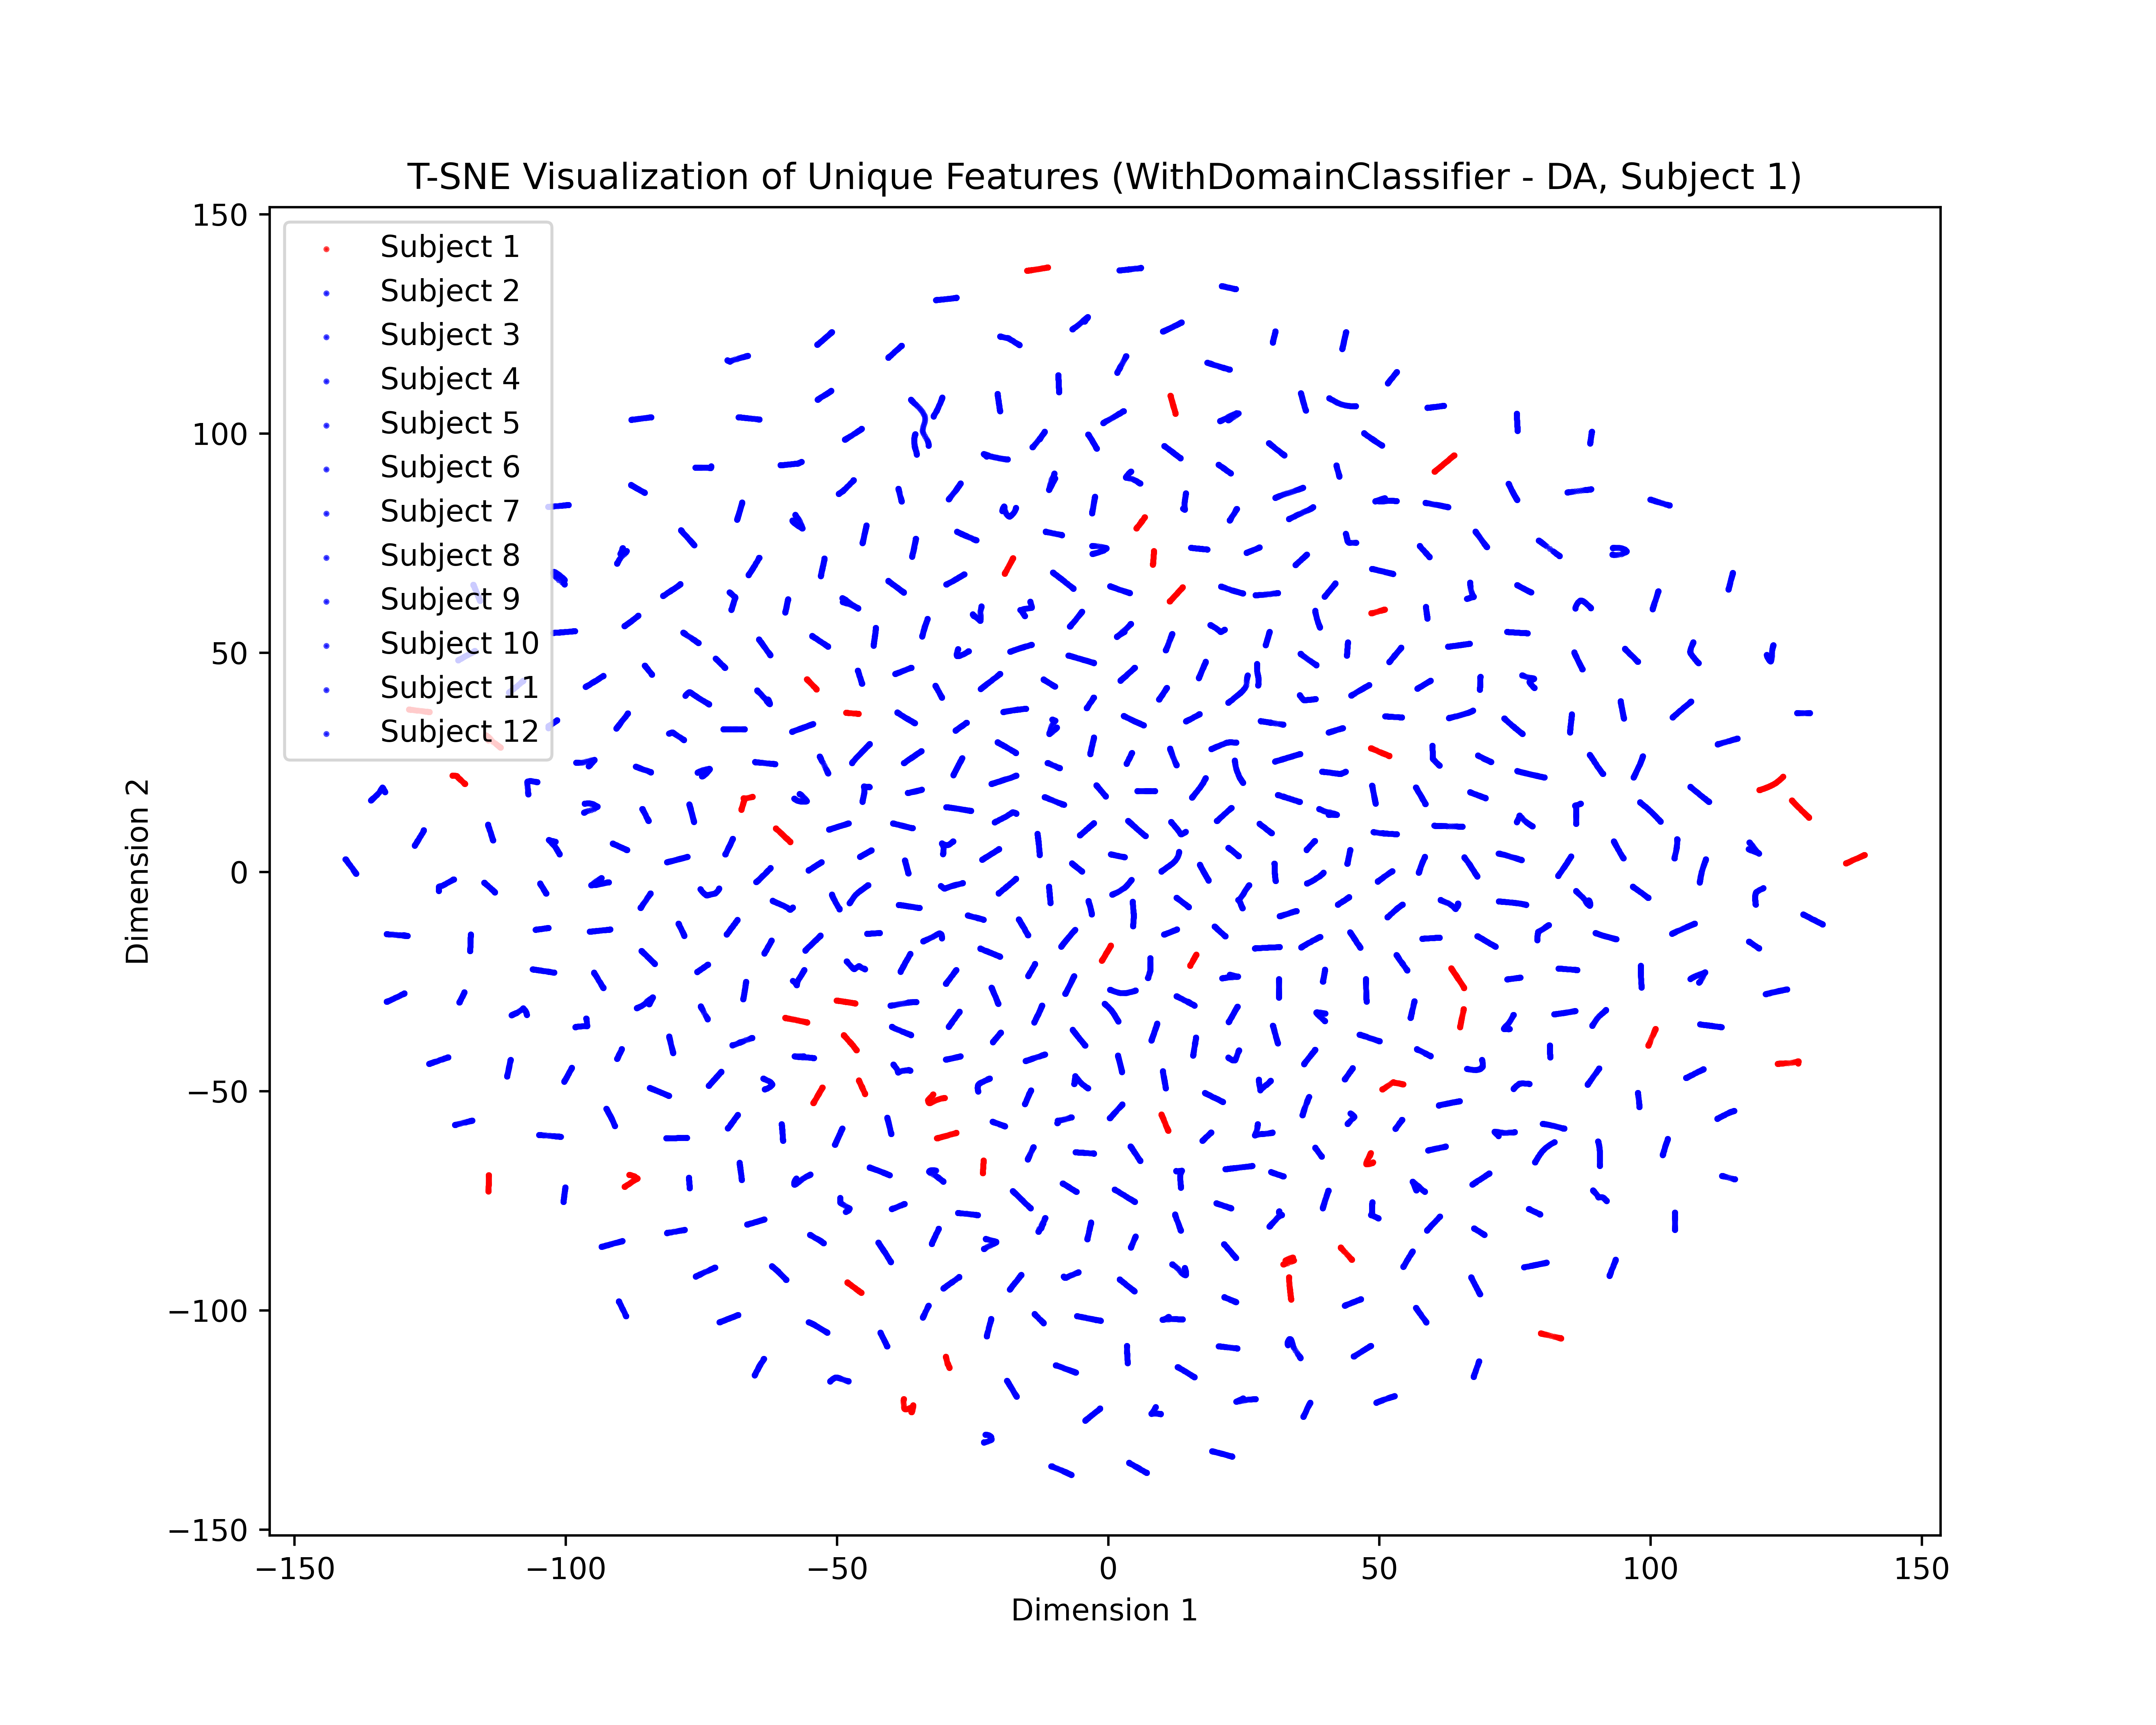 T-SNE Visualization of Unique Features (WithDomainClassifier - DA, Subject 1)
150
100
50
0
−50
−100
−150
Dimension 2
Subject 1
Subject 2
Subject 3
Subject 4
Subject 5
Subject 6
Subject 7
Subject 8
Subject 9
Subject 10
Subject 11
Subject 12
−150 −100 −50 0 50 100 150
Dimension 1